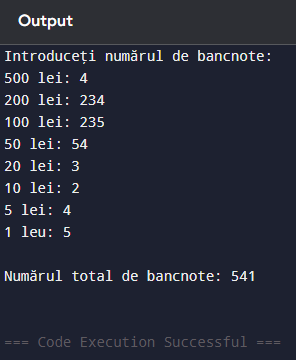 Output
Introduceți numărul de bancnote:
500 lei: 4
200 lei: 234
100 lei: 235
50 lei: 54
20 lei: 3
10 lei: 2
5 lei: 4
1 leu: 5
Numărul total de bancnote: 541
=== Code Execution Successful ===